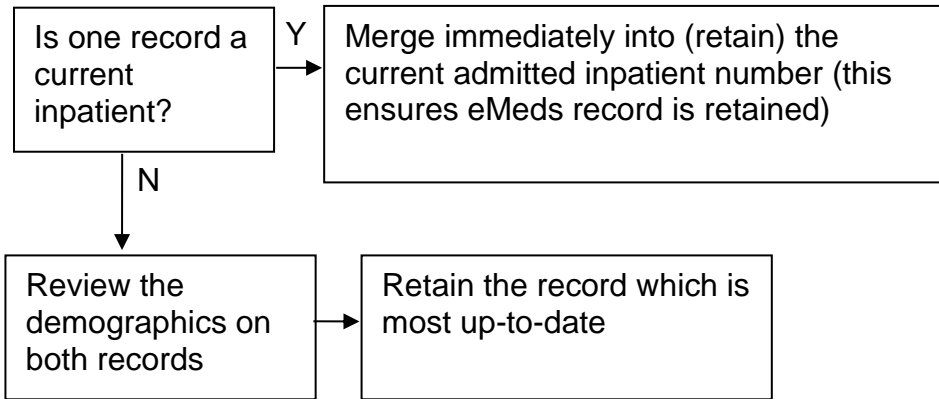 Is one record a
current
inpatient?
Y
Merge immediately into (retain) the
current admitted inpatient number (this
ensures eMeds record is retained)
N
Review the
demographics on
both records
Retain the record which is
most up-to-date